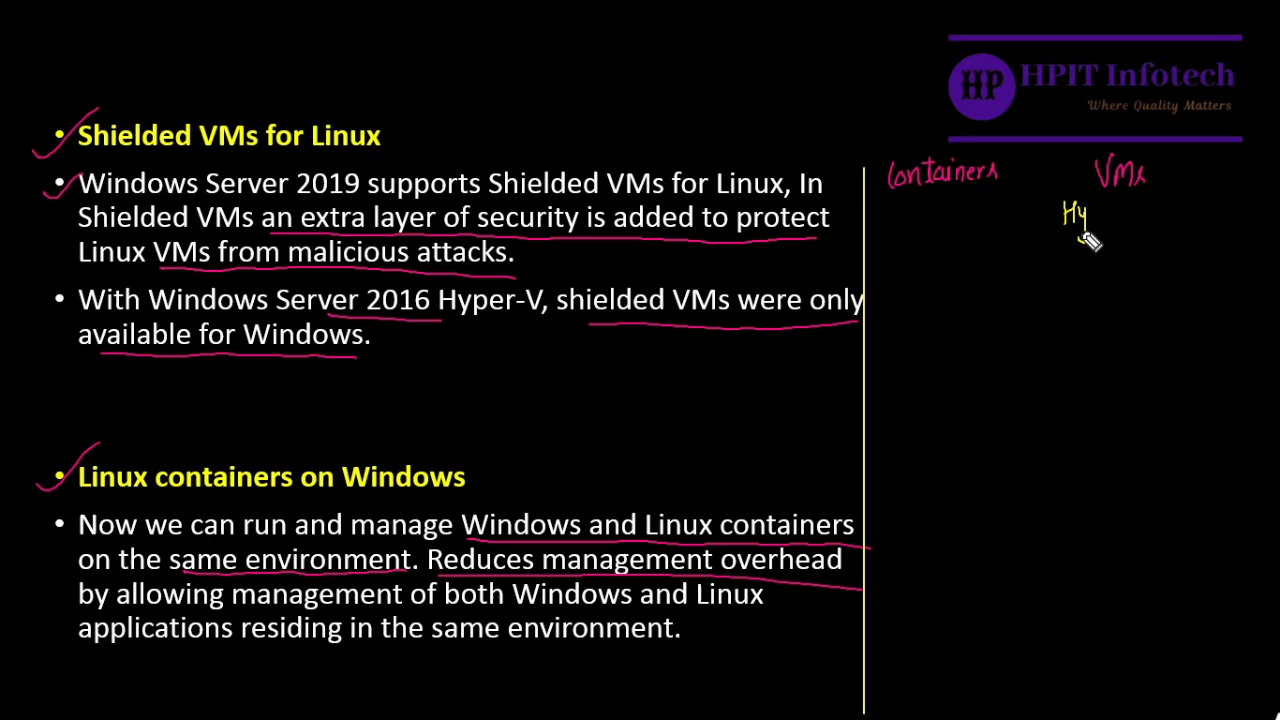 HP HPIT Infotech
Where Quality Matters
• Shielded VMs for Linux
• Windows Server 2019 supports Shielded VMs for Linux, In
Shielded VMs an extra layer of security is added to protect
Linux VMs from malicious attacks.
• With Windows Server 2016 Hyper-V, shielded VMs were only
available for Windows.
• Linux containers on Windows
• Now we can run and manage Windows and Linux containers
on the same environment. Reduces management overhead
by allowing management of both Windows and Linux
applications residing in the same environment.
Containers VMs
Hy